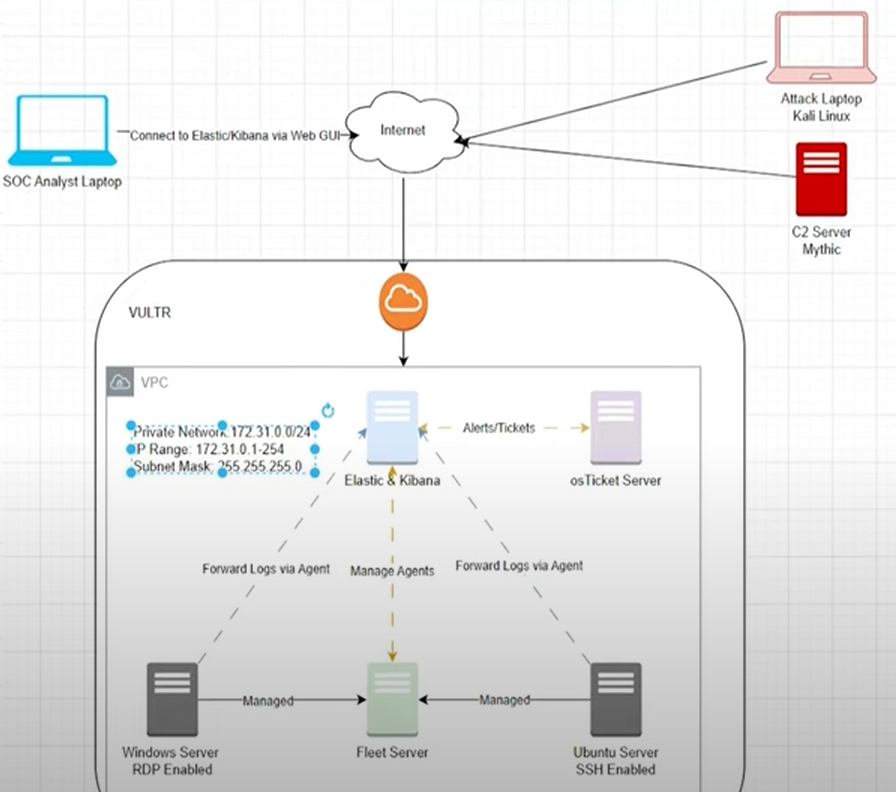 Attack Laptop
Kali Linux
Internet
Connect to Elastic/Kibana via Web GUI
SOC Analyst Laptop
C2 Server
Mythic
VULTR
VPC
Private Network: 172.31.0.0/24
IP Range: 172.31.0.1-254
Subnet Mask: 255.255.255.0
Alerts/Tickets
Elastic & Kibana
osTicket Server
Forward Logs via Agent
Manage Agents
Forward Logs via Agent
Managed
Managed
Windows Server
RDP Enabled
Fleet Server
Ubuntu Server
SSH Enabled